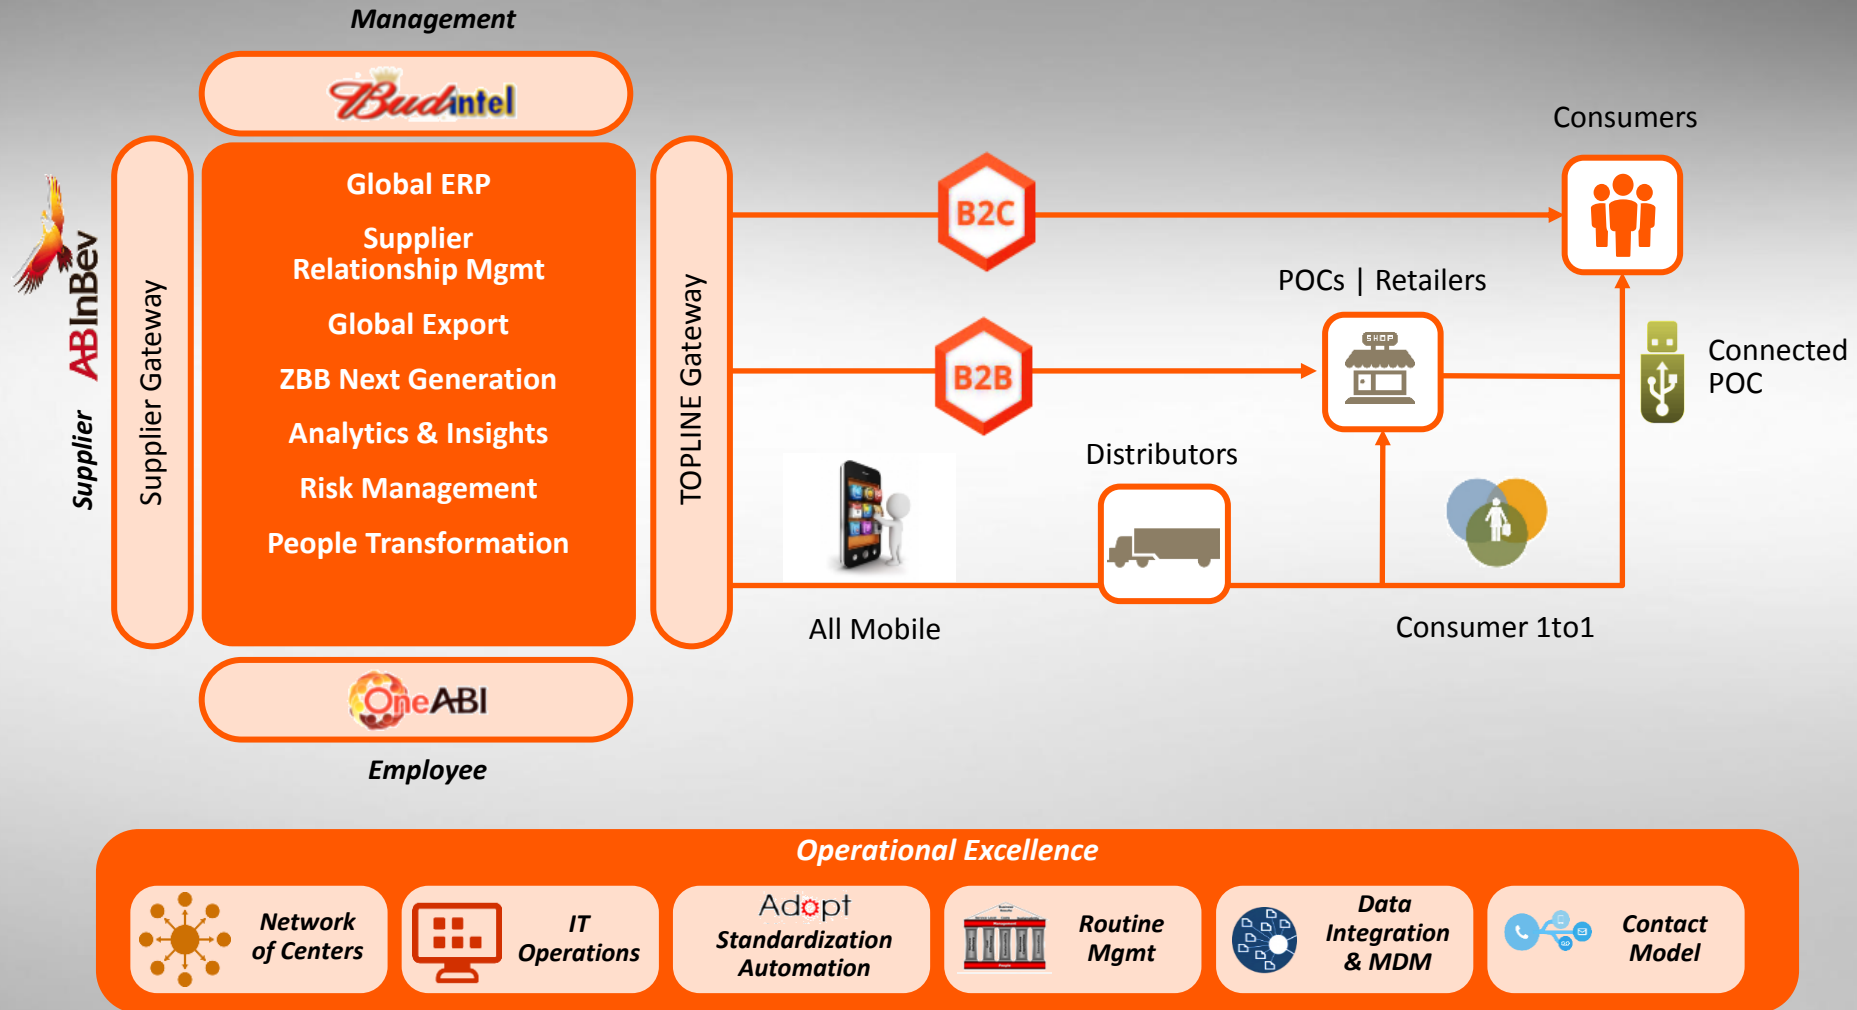 Management
Budintel
Consumers
Global ERP
B2C
Supplier
Relationship Mgmt
ABInBev
Supplier Gateway
TOPLINE Gateway
POCs | Retailers
Global Export
SHOP
Connected
POC
ZBB Next Generation
B2B
Supplier
Analytics & Insights
Distributors
Risk Management
People Transformation
All Mobile
Consumer 1to1
OneABI
Employee
Operational Excellence
Network
of Centers
IT
Operations
Adopt
Standardization
Automation
Routine
Mgmt
Data
Integration
& MDM
Contact
Model